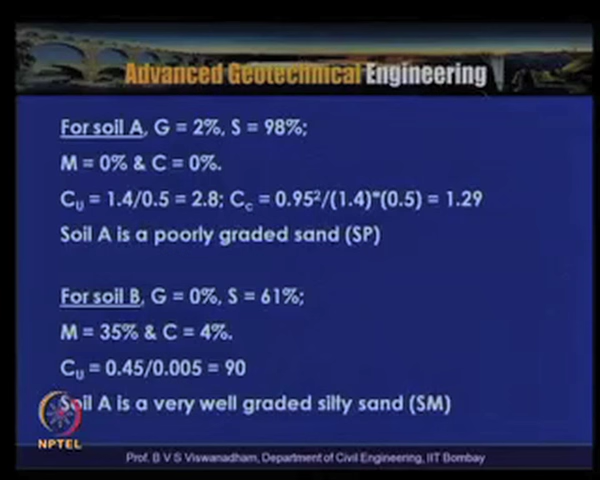 Advanced Geotechnical Engineering
For soil A, G = 2%, S = 98%;
M = 0% & C = 0%.
CU = 1.4/0.5 = 2.8; Cc = 0.95²/(1.4)*(0.5) = 1.29
Soil A is a poorly graded sand (SP)
For soil B, G = 0%, S = 61%;
M = 35% & C = 4%.
CU = 0.45/0.005 = 90
Soil A is a very well graded silty sand (SM)
NPTEL
Prof. B V S Viswanadham, Department of Civil Engineering, IIT Bombay